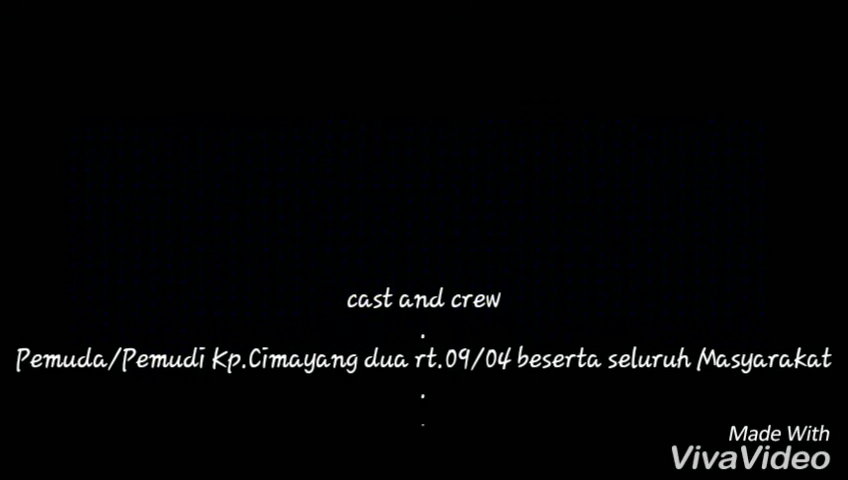 cast and crew
.
Pemuda/Pemudi Kp.Cimayang dua rt.09/04 beserta seluruh Masyarakat
.
.
Made With
VivaVideo